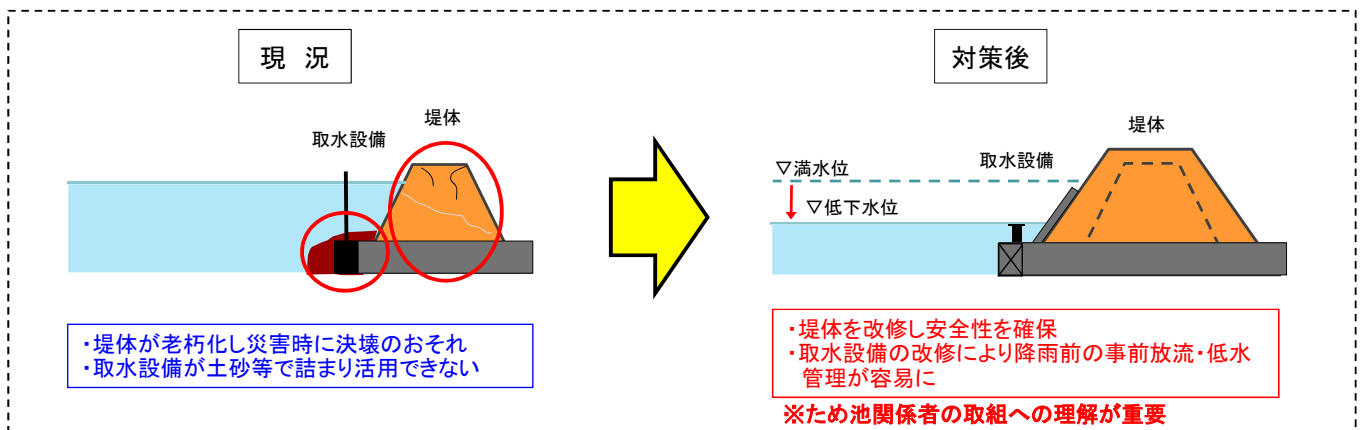 現 況
取水設備
堤体
・堤体が老朽化し災害時に決壊のおそれ
・取水設備が土砂等で詰まり活用できない
対策後
堤体
取水設備
▽満水位
▽低下水位
・堤体を改修し安全性を確保
・取水設備の改修により降雨前の事前放流・低水
管理が容易に
※ため池関係者の取組への理解が重要